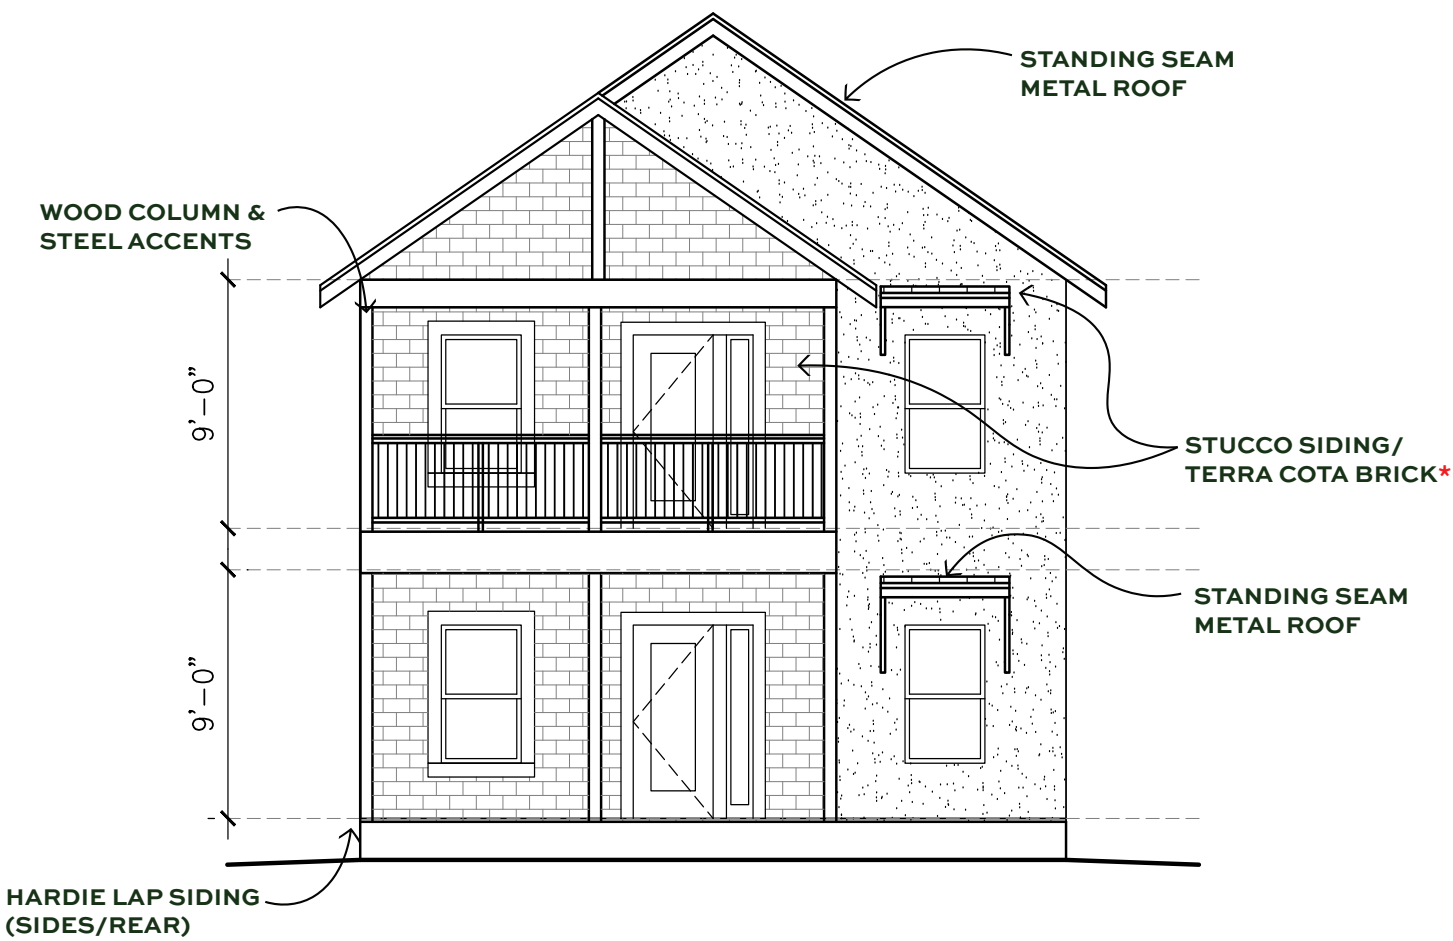 STANDING SEAM
METAL ROOF
WOOD COLUMN &
STEEL ACCENTS
9'-0"
STUCCO SIDING/
TERRA COTA BRICK*
STANDING SEAM
METAL ROOF
9'-0"
HARDIE LAP SIDING
(SIDES/REAR)